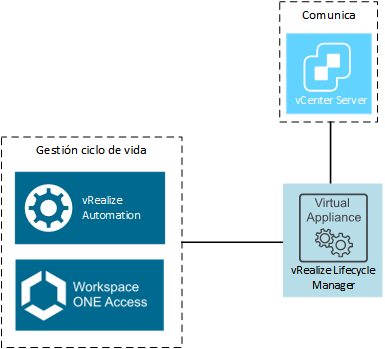 Comunica
vCenter Server
Gestión ciclo de vida
vRealize
Automation
Workspace
ONE Access
Virtual
Appliance
vRealize Lifecycle
Manager